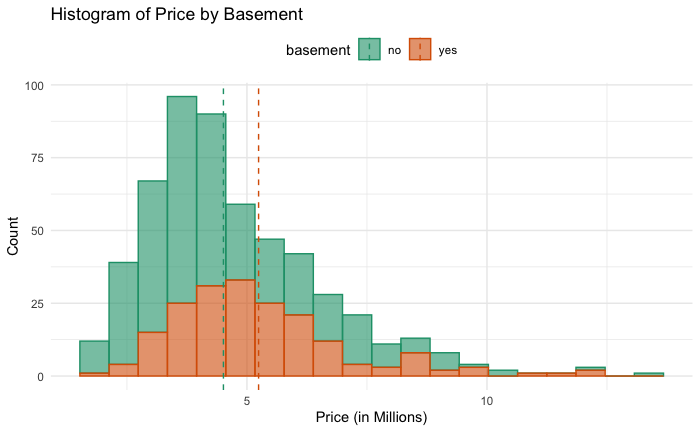 Histogram of Price by Basement
basement no yes
100
75
50
25
0
Count
5 10
Price (in Millions)